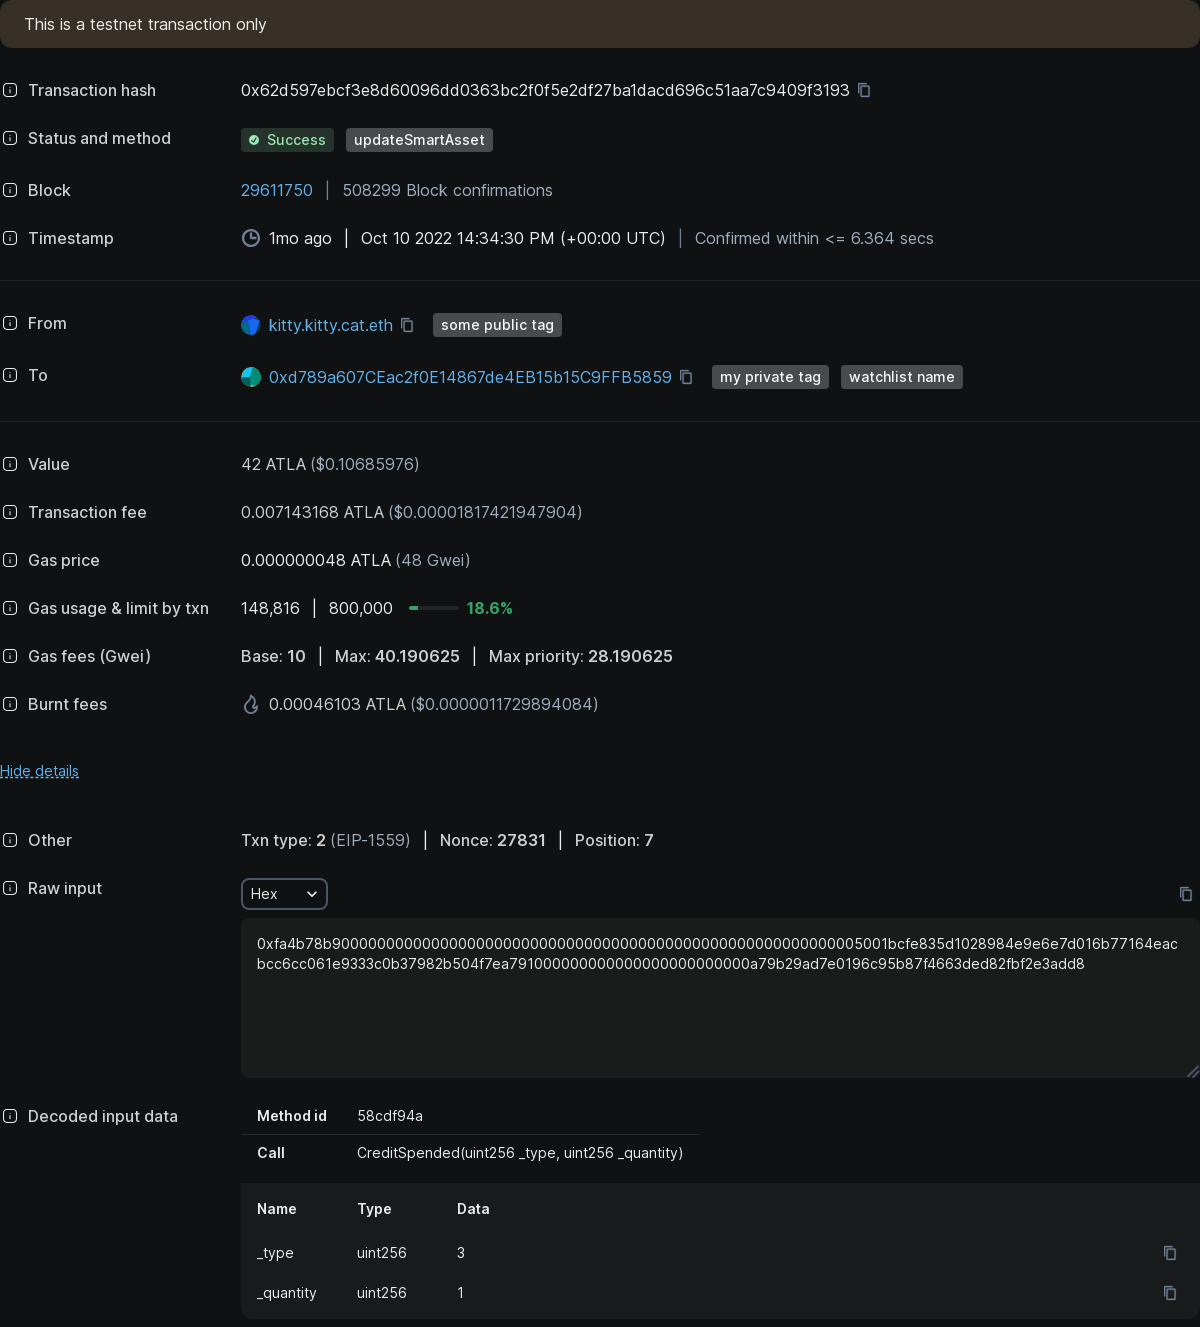 This is a testnet transaction only
Transaction hash 0x62d597ebcf3e8d60096dd0363bc2f0f5e2df27ba1dacd696c51aa7c9409f3193
Status and method Success updateSmartAsset
Block 29611750 | 508299 Block confirmations
Timestamp 1mo ago | Oct 10 2022 14:34:30 PM (+00:00 UTC) | Confirmed within <= 6.364 secs
From kitty.kitty.cat.eth some public tag
To 0xd789a607CEac2f0E14867de4EB15b15C9FFB5859 my private tag watchlist name
Value 42 ATLA ($0.10685976)
Transaction fee 0.007143168 ATLA ($0.00001817421947904)
Gas price 0.000000048 ATLA (48 Gwei)
Gas usage & limit by txn 148,816 | 800,000 18.6%
Gas fees (Gwei) Base: 10 | Max: 40.190625 | Max priority: 28.190625
Burnt fees 0.00046103 ATLA ($0.0000011729894084)
Hide details
Other Txn type: 2 (EIP-1559) | Nonce: 27831 | Position: 7
Raw input Hex
0xfa4b78b90000000000000000000000000000000000000000000000000000000005001bcfe835d1028984e9e6e7d016b77164eac
bcc6cc061e9333c0b37982b504f7ea791000000000000000000000000a79b29ad7e0196c95b87f4663ded82fbf2e3add8
Decoded input data Method id 58cdf94a
Call CreditSpended(uint256 _type, uint256 _quantity)
Name Type Data
_type uint256 3
_quantity uint256 1